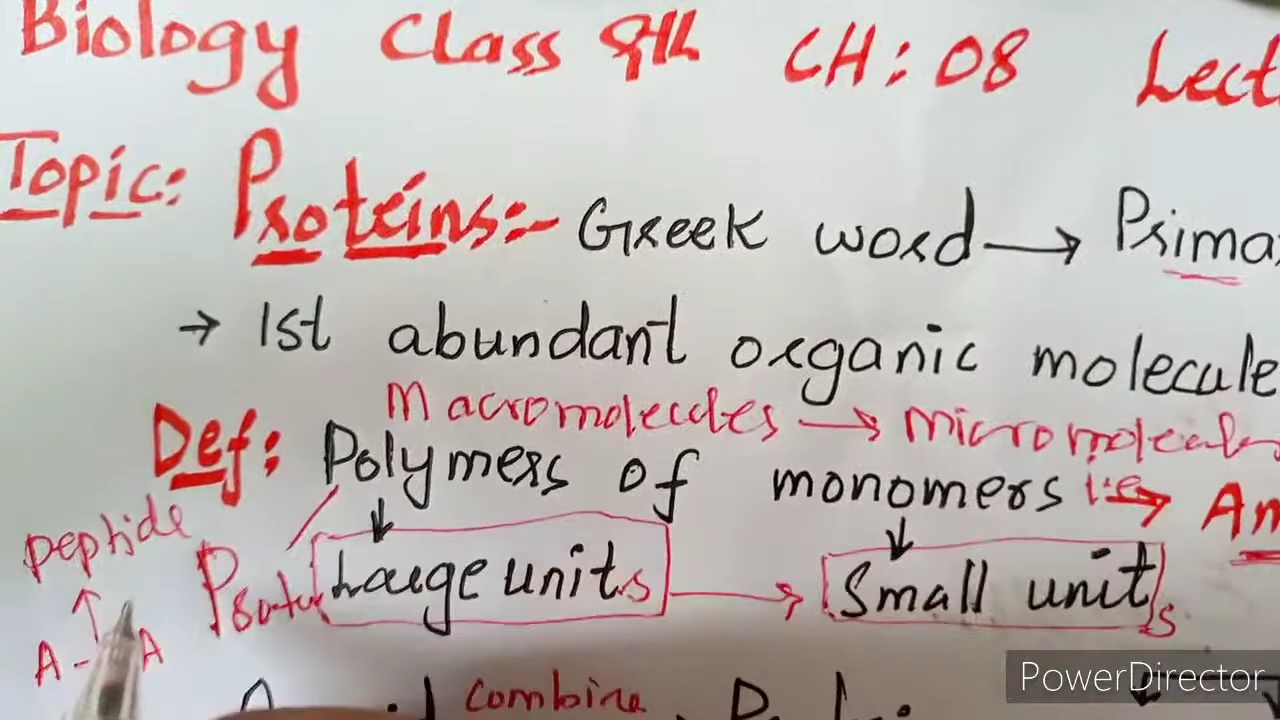 Biology Class 9th CH: 08 Lect
Topic: Proteins:- Greek word → Prima
→ 1st abundant organic molecule
Macromolecules → Micromolecules
Def: Polymers of monomers i.e → Am
peptide
Large units → Small units
A - A
combine
PowerDirector